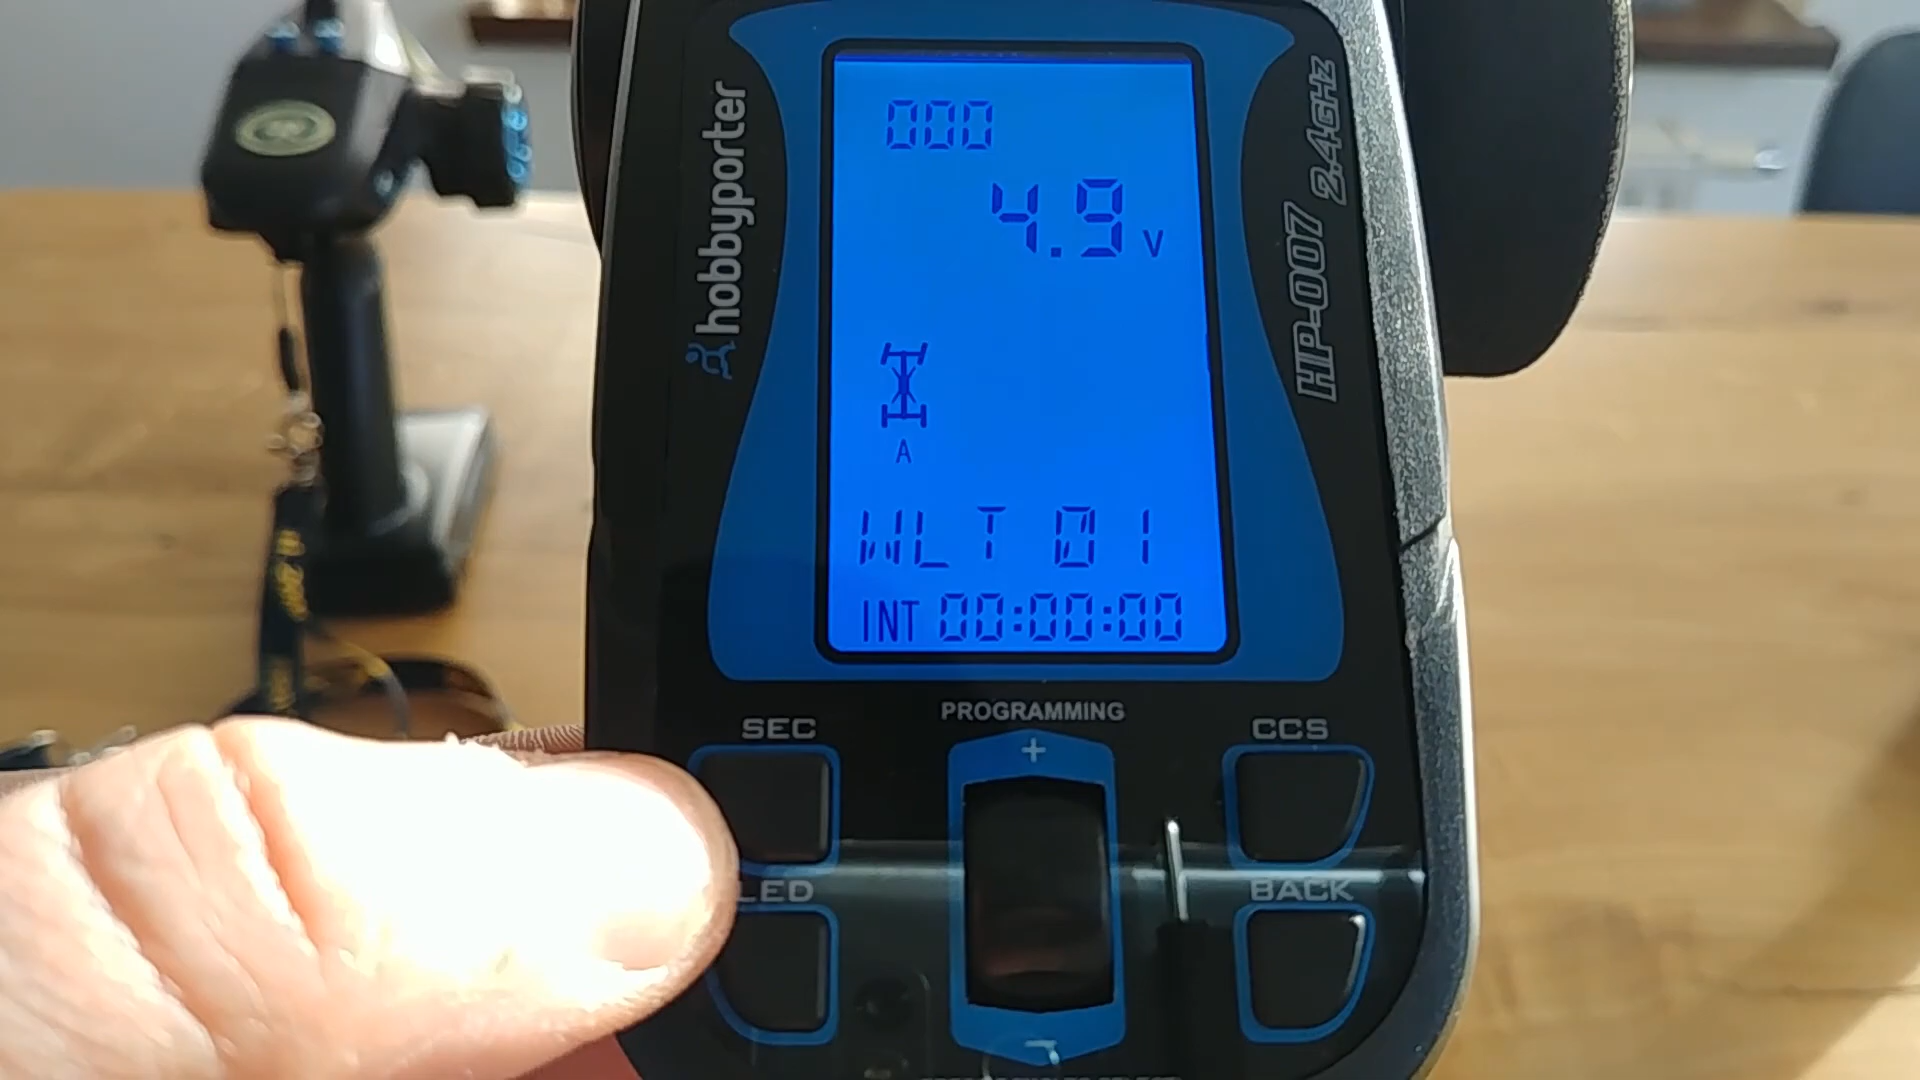 hobbyporter
HP-007 2.4GHz
000
4.9 V
A
WLT 01
INT 00:00:00
PROGRAMMING
SEC
CCS
+
LED
BACK